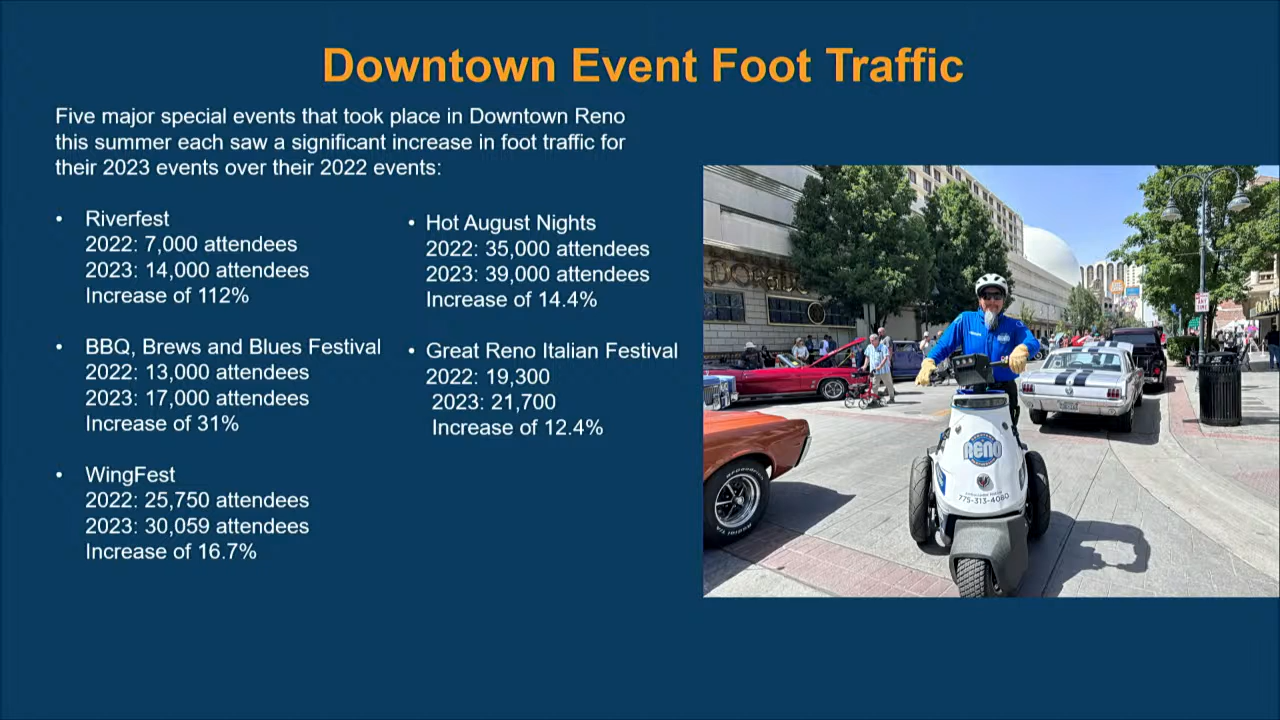 Downtown Event Foot Traffic
Five major special events that took place in Downtown Reno
this summer each saw a significant increase in foot traffic for
their 2023 events over their 2022 events:
• Riverfest
2022: 7,000 attendees
2023: 14,000 attendees
Increase of 112%
• BBQ, Brews and Blues Festival
2022: 13,000 attendees
2023: 17,000 attendees
Increase of 31%
• WingFest
2022: 25,750 attendees
2023: 30,059 attendees
Increase of 16.7%
• Hot August Nights
2022: 35,000 attendees
2023: 39,000 attendees
Increase of 14.4%
• Great Reno Italian Festival
2022: 19,300
2023: 21,700
Increase of 12.4%
RENO
775-313-4080